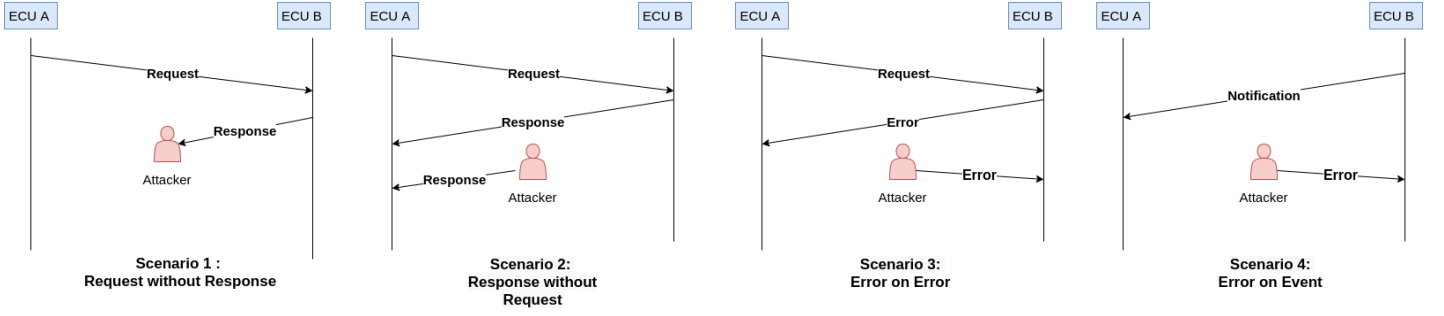 ECU A
ECU B
Request
Response
Attacker
Scenario 1 :
Request without Response
ECU A
ECU B
Request
Response
Response
Attacker
Scenario 2:
Response without
Request
ECU A
ECU B
Request
Error
Error
Attacker
Scenario 3:
Error on Error
ECU A
ECU B
Notification
Error
Attacker
Scenario 4:
Error on Event